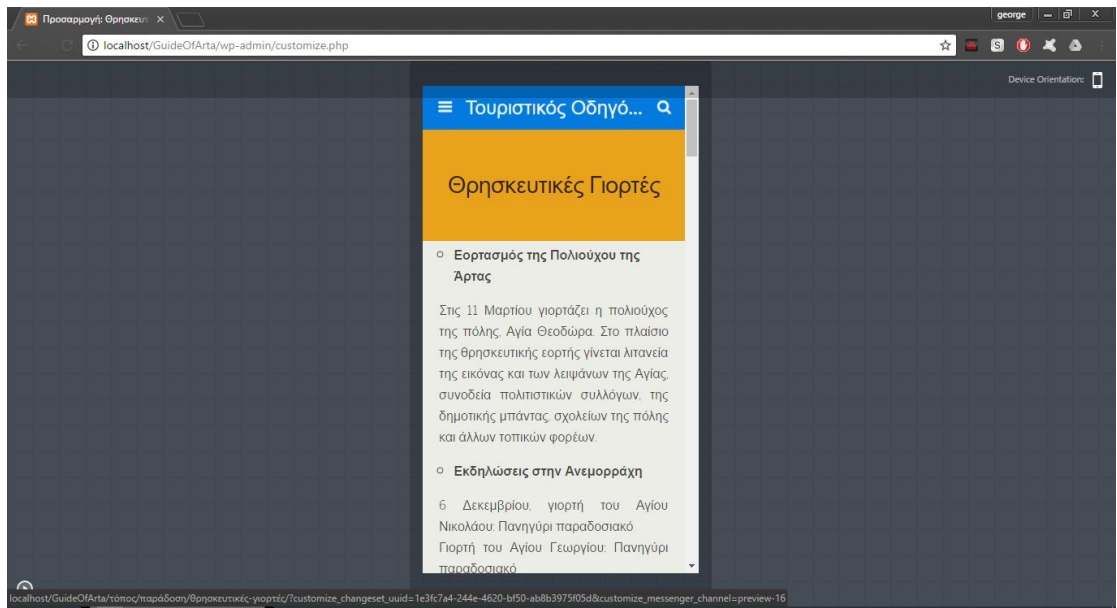 Προσαρμογή: Θρησκευτ
george
localhost/GuideOfArta/wp-admin/customize.php
Device Orientation:
Τουριστικός Οδηγό...
Θρησκευτικές Γιορτές
Εορτασμός της Πολιούχου της
Άρτας
Στις 11 Μαρτίου γιορτάζει η πολιούχος
της πόλης, Αγία Θεοδώρα. Στο πλαίσιο
της θρησκευτικής εορτής γίνεται λιτανεία
της εικόνας και των λειψάνων της Αγίας,
συνοδεία πολιτιστικών συλλόγων, της
δημοτικής μπάντας, σχολείων της πόλης
και άλλων τοπικών φορέων.
Εκδηλώσεις στην Ανεμορράχη
6 Δεκεμβρίου, γιορτή του Αγίου
Νικολάου: Πανηγύρι παραδοσιακό
Γιορτή του Αγίου Γεωργίου: Πανηγύρι
παραδοσιακό
localhost/GuideOfArta/τόπος/παράδοση/θρησκευτικές-γιορτές/?customize_changeset_uuid=1e3fc7a4-244e-4620-bf50-ab8b3975f05d&customize_messenger_channel=preview-16